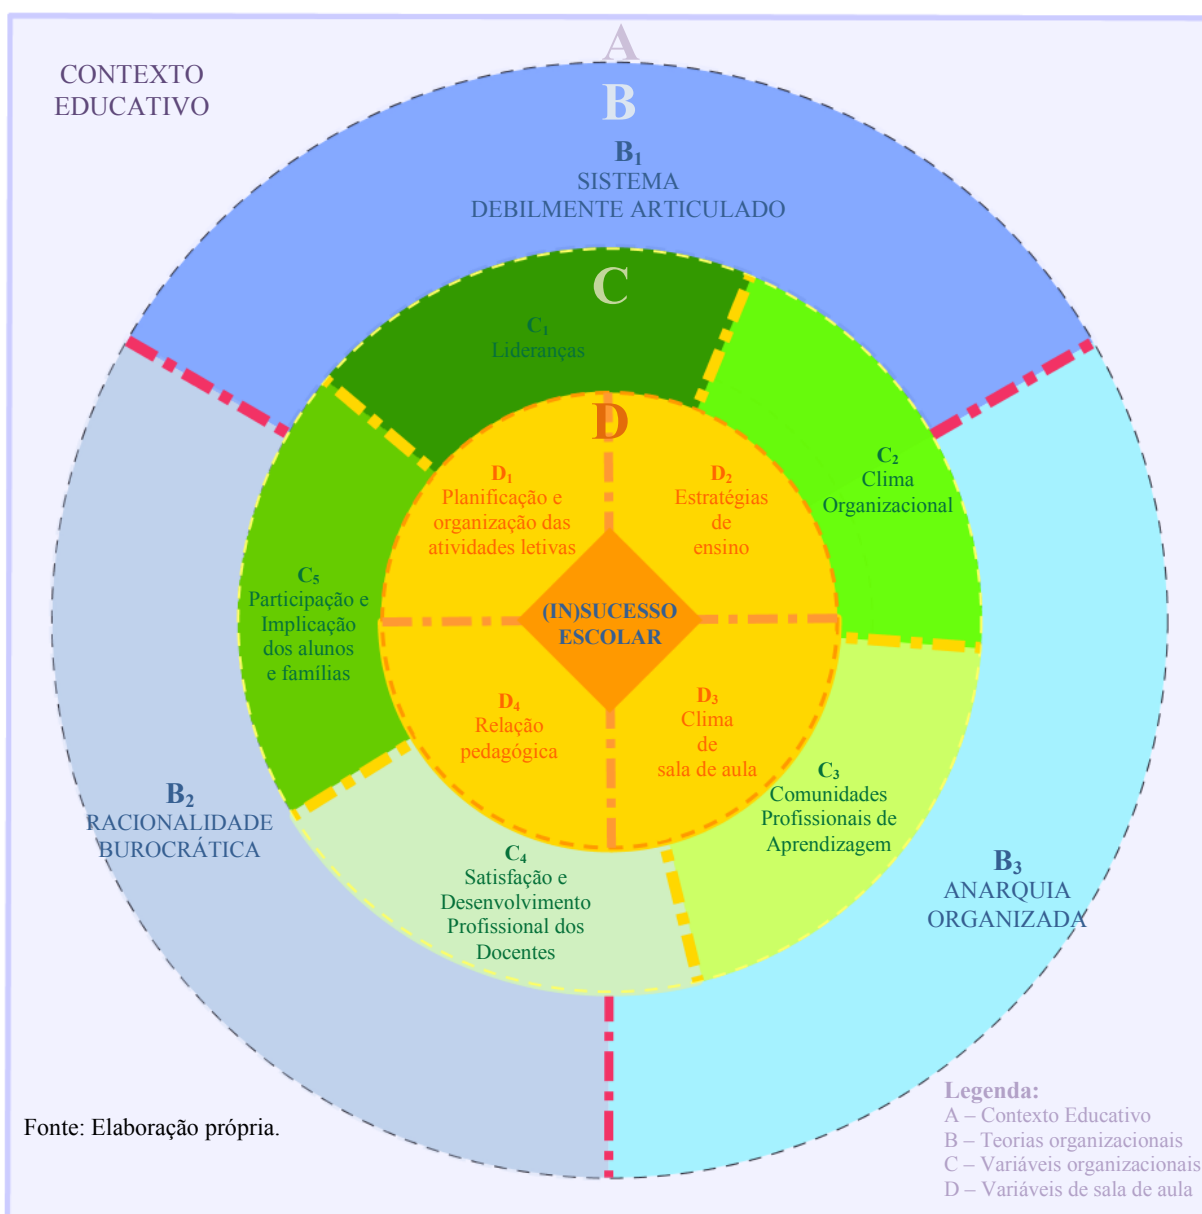 A
CONTEXTO
EDUCATIVO
B
B₁
SISTEMA
DEBILMENTE ARTICULADO
C
C₁
Lideranças
C₂
Clima
Organizacional
D
D₁
Planificação e
organização das
atividades letivas
D₂
Estratégias
de
ensino
C₅
Participação e
Implicação
dos alunos
e famílias
(IN)SUCESSO
ESCOLAR
D₄
Relação
pedagógica
D₃
Clima
de
sala de aula
C₃
Comunidades
Profissionais de
Aprendizagem
B₂
RACIONALIDADE
BUROCRÁTICA
C₄
Satisfação e
Desenvolvimento
Profissional dos
Docentes
B₃
ANARQUIA
ORGANIZADA
Fonte: Elaboração própria.
Legenda:
A – Contexto Educativo
B – Teorias organizacionais
C – Variáveis organizacionais
D – Variáveis de sala de aula